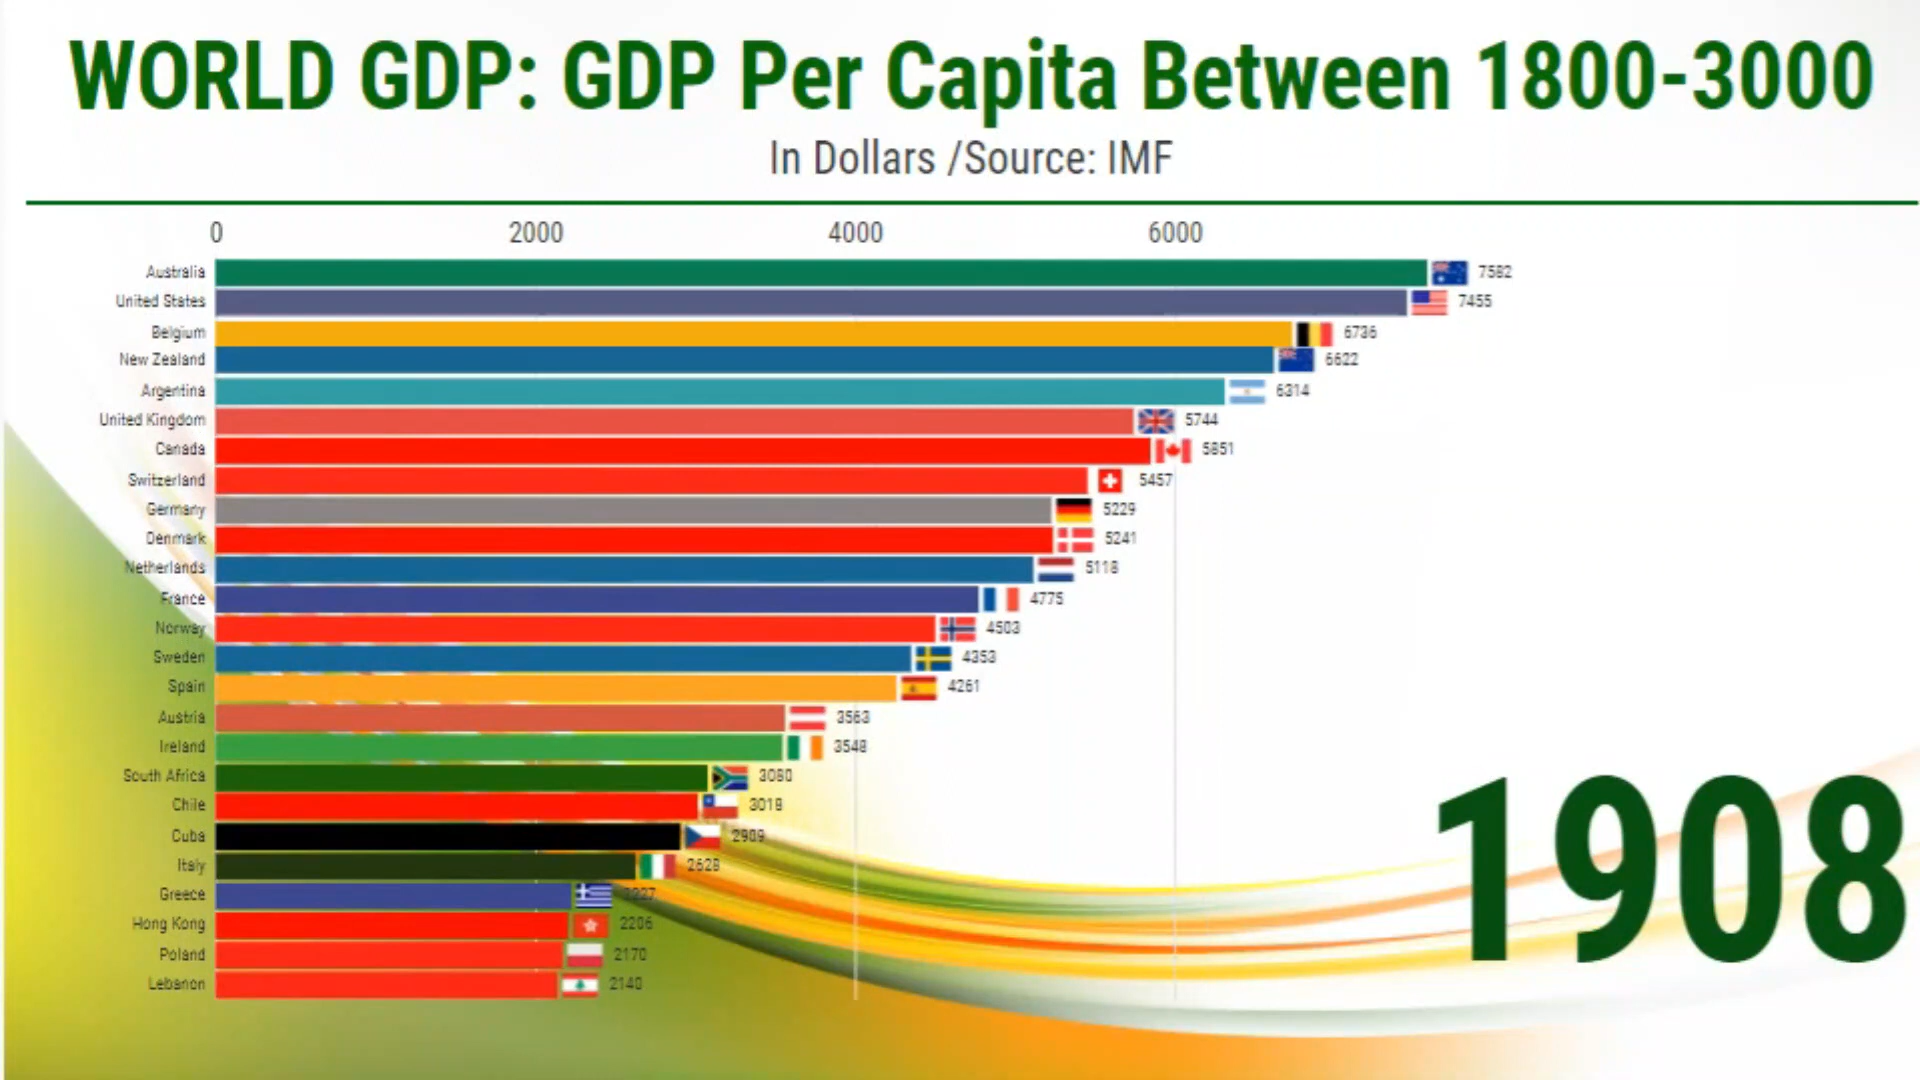 WORLD GDP: GDP Per Capita Between 1800-3000
In Dollars /Source: IMF
0 2000 4000 6000
Australia 7582
United States 7455
Belgium 6736
New Zealand 6622
Argentina 6314
United Kingdom 5744
Canada 5851
Switzerland 5457
Germany 5229
Denmark 5241
Netherlands 5118
France 4775
Norway 4503
Sweden 4353
Spain 4261
Austria 3563
Ireland 3548
South Africa 3080
Chile 3019
Cuba 2909
Italy 2628
Greece
Hong Kong 2206
Poland 2170
Lebanon 2140
1908